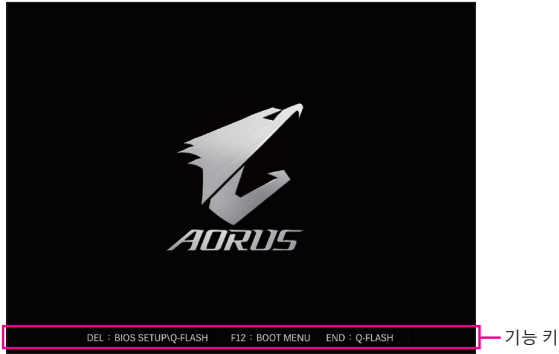 AORUS
DEL : BIOS SETUP\Q-FLASH F12 : BOOT MENU END : Q-FLASH
기능 키